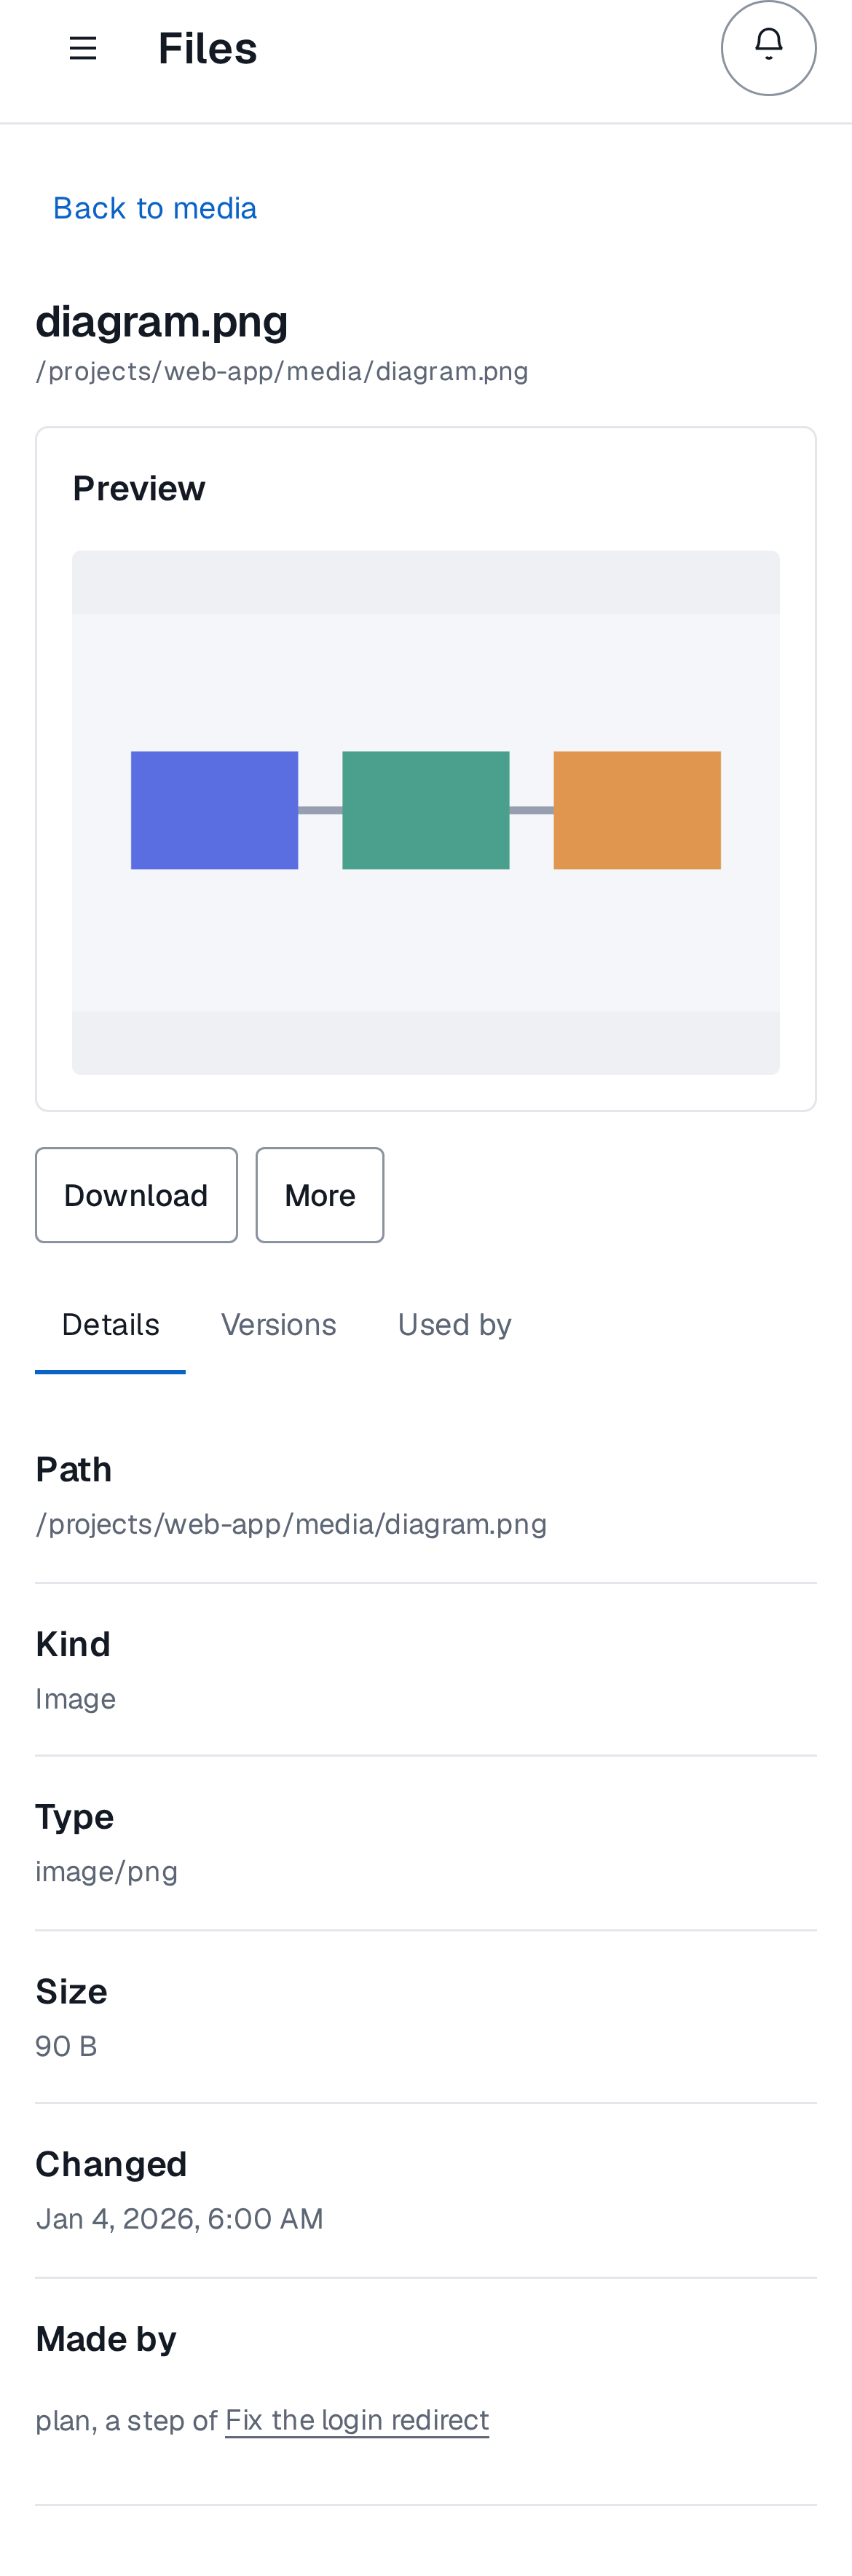 Files
Back to media
diagram.png
/projects/web-app/media/diagram.png
Preview
Download
More
Details
Versions
Used by
Path
/projects/web-app/media/diagram.png
Kind
Image
Type
image/png
Size
90 B
Changed
Jan 4, 2026, 6:00 AM
Made by
plan, a step of Fix the login redirect